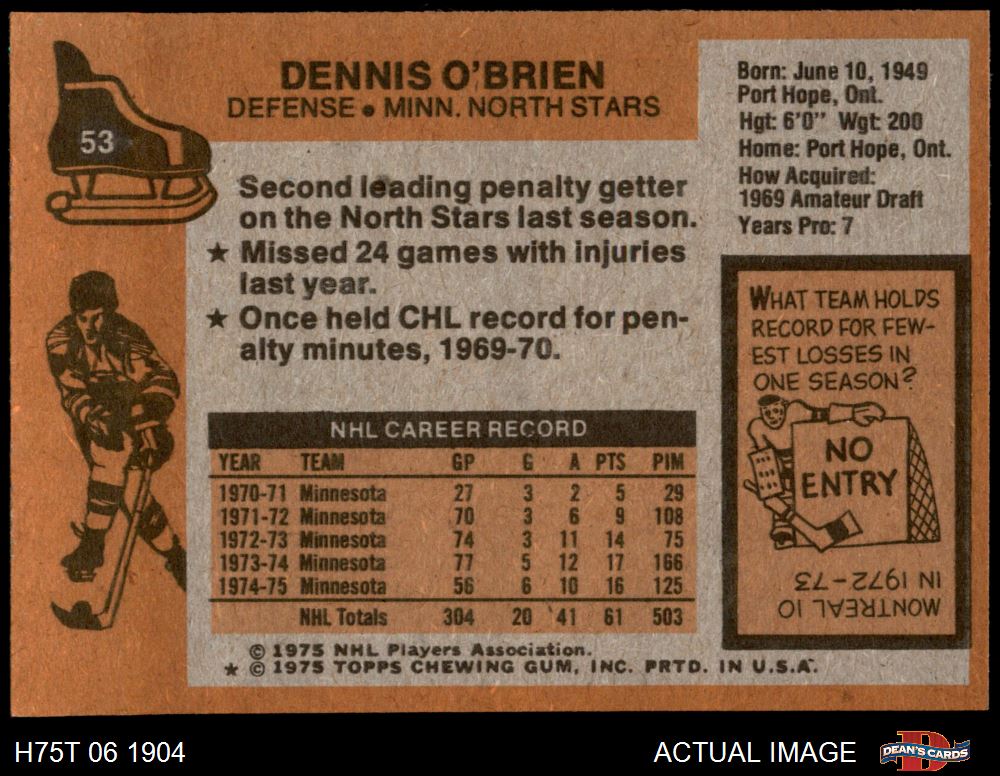 53
DENNIS O'BRIEN
DEFENSE • MINN. NORTH STARS
Born: June 10, 1949
Port Hope, Ont.
Hgt: 6'0" Wgt: 200
Home: Port Hope, Ont.
How Acquired:
1969 Amateur Draft
Years Pro: 7
Second leading penalty getter
on the North Stars last season.
★ Missed 24 games with injuries
last year.
★ Once held CHL record for pen-
alty minutes, 1969-70.
NHL CAREER RECORD
YEAR TEAM GP G A PTS PIM
1970-71 Minnesota 27 3 2 5 29
1971-72 Minnesota 70 3 6 9 108
1972-73 Minnesota 74 3 11 14 75
1973-74 Minnesota 77 5 12 17 166
1974-75 Minnesota 56 6 10 16 125
NHL Totals 304 20 41 61 503
© 1975 NHL Players Association.
★ © 1975 TOPPS CHEWING GUM, INC. PRTD. IN U.S.A.
WHAT TEAM HOLDS
RECORD FOR FEW-
EST LOSSES IN
ONE SEASON?
NO
ENTRY
MONTREAL 10
IN 1972-73
H75T 06 1904
ACTUAL IMAGE
D
DEAN'S CARDS